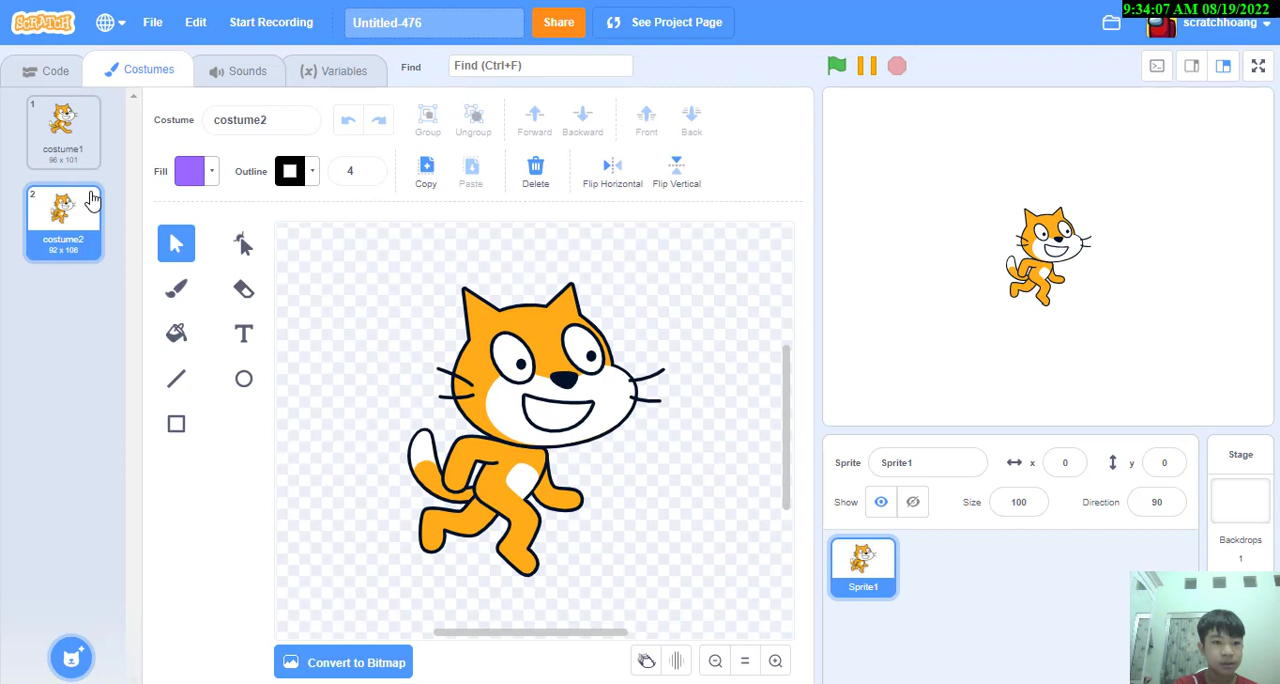 9:34:07 AM 08/19/2022
SCRATCH
File
Edit
Start Recording
Untitled-476
Share
See Project Page
scratchhoang
Code
Costumes
Sounds
(x) Variables
Find
Find (Ctrl+F)
1
costume1
96 x 101
2
costume2
92 x 106
Costume
costume2
Group
Ungroup
Forward
Backward
Front
Back
Fill
Outline
4
Copy
Paste
Delete
Flip Horizontal
Flip Vertical
T
Convert to Bitmap
Sprite
Sprite1
x
0
y
0
Show
Size
100
Direction
90
Sprite1
Stage
Backdrops
1